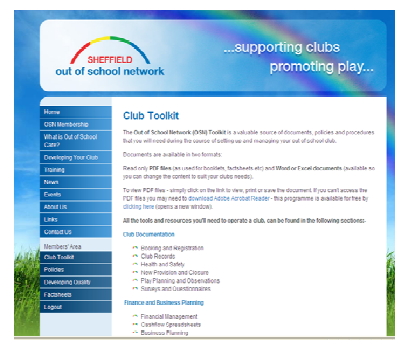 SHEFFIELD
out of school network
...supporting clubs
promoting play...
Home
OSN Membership
What is Out of School
Care?
Developing Your Club
Training
News
Events
About Us
Links
Contact Us
Members' Area
Club Toolkit
Policies
Developing Quality
Factsheets
Logout
Club Toolkit
The Out of School Network (OSN) Toolkit is a valuable source of documents, policies and procedures
that you will need during the course of setting up and managing your out of school club.
Documents are available in two formats:
Read only PDF files (as used for booklets, factsheets etc) and Word or Excel documents (available so
you can change the content to suit your clubs needs).
To view PDF files - simply click on the link to view, print or save the document. If you can't access the
PDF files you may need to download Adobe Acrobat Reader - this programme is available for free by
clicking here (opens a new window).
All the tools and resources you'll need to operate a club, can be found in the following sections:-
Club Documentation
Booking and Registration
Club Records
Health and Safety
New Provision and Closure
Play Planning and Observations
Surveys and Questionnaires
Finance and Business Planning
Financial Management
Cashflow Spreadsheets
Business Planning